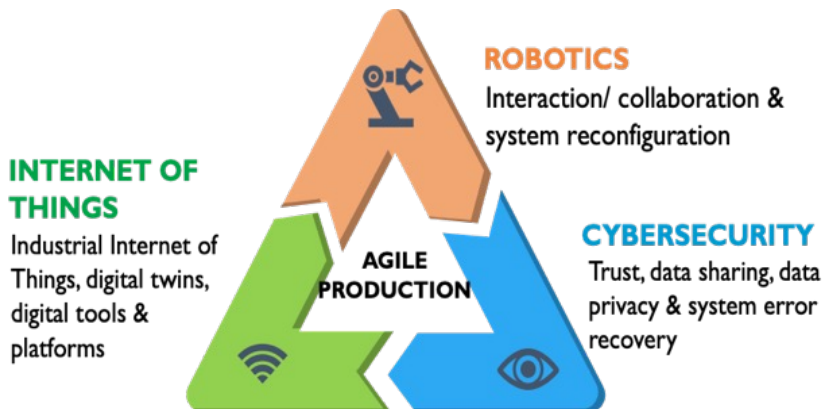 ROBOTICS
Interaction/ collaboration &
system reconfiguration
INTERNET OF
THINGS
Industrial Internet of
Things, digital twins,
digital tools &
platforms
AGILE
PRODUCTION
CYBERSECURITY
Trust, data sharing, data
privacy & system error
recovery